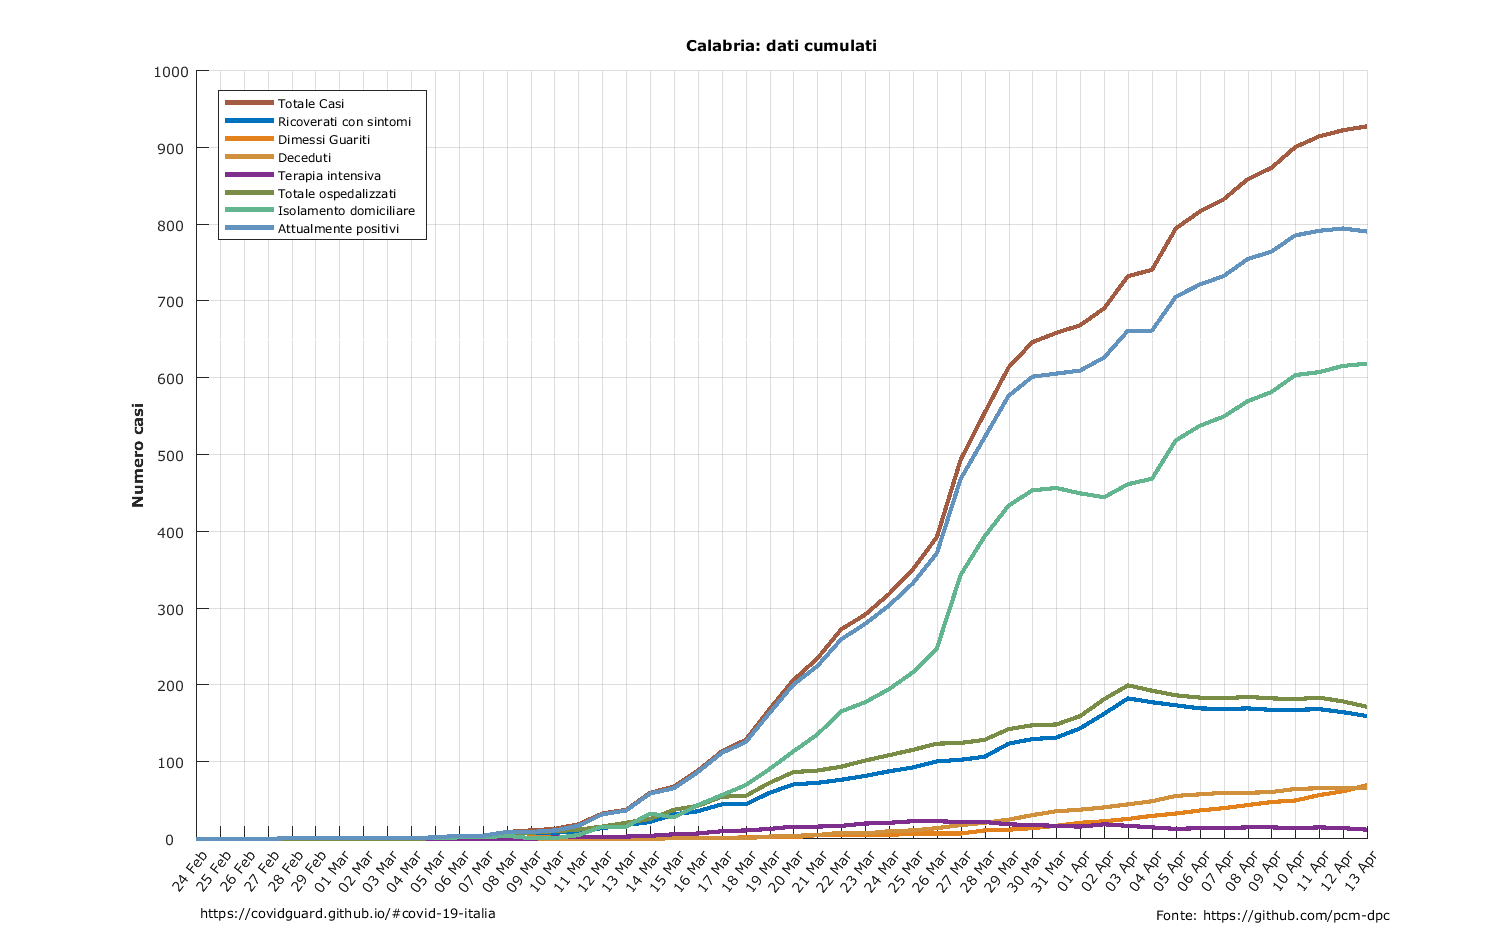 Calabria: dati cumulati
Numero casi
1000
900
800
700
600
500
400
300
200
100
0
Totale Casi
Ricoverati con sintomi
Dimessi Guariti
Deceduti
Terapia intensiva
Totale ospedalizzati
Isolamento domiciliare
Attualmente positivi
24 Feb
25 Feb
26 Feb
27 Feb
28 Feb
29 Feb
01 Mar
02 Mar
03 Mar
04 Mar
05 Mar
06 Mar
07 Mar
08 Mar
09 Mar
10 Mar
11 Mar
12 Mar
13 Mar
14 Mar
15 Mar
16 Mar
17 Mar
18 Mar
19 Mar
20 Mar
21 Mar
22 Mar
23 Mar
24 Mar
25 Mar
26 Mar
27 Mar
28 Mar
29 Mar
30 Mar
31 Mar
01 Apr
02 Apr
03 Apr
04 Apr
05 Apr
06 Apr
07 Apr
08 Apr
09 Apr
10 Apr
11 Apr
12 Apr
13 Apr
https://covidguard.github.io/#covid-19-italia
Fonte: https://github.com/pcm-dpc